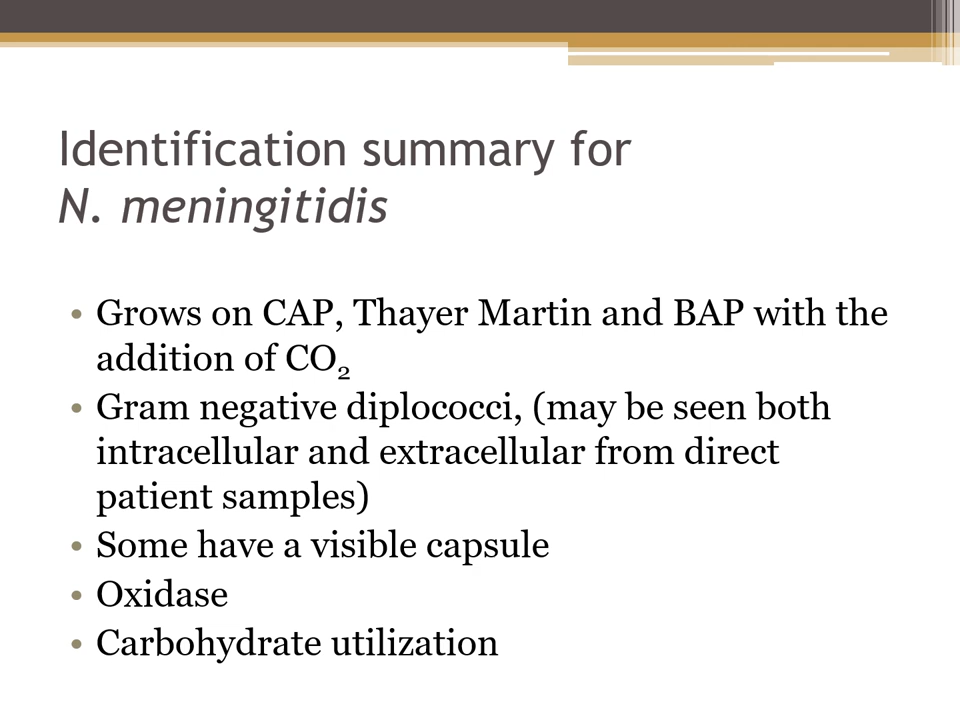 Identification summary for
N. meningitidis
• Grows on CAP, Thayer Martin and BAP with the
addition of CO₂
• Gram negative diplococci, (may be seen both
intracellular and extracellular from direct
patient samples)
• Some have a visible capsule
• Oxidase
• Carbohydrate utilization